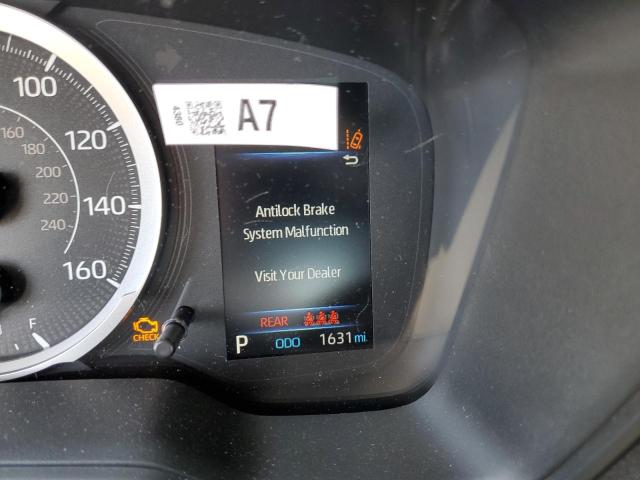 100
120
140
160
160
180
200
220
240
F
4380
A7
Antilock Brake
System Malfunction
Visit Your Dealer
REAR
CHECK
P ODO 1631 mi.